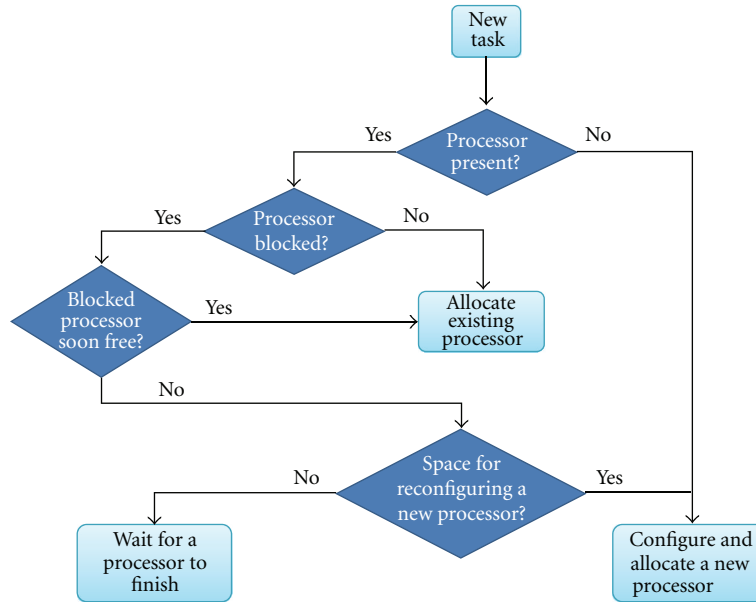 New
task
Yes
Processor
present?
No
Yes
Processor
blocked?
No
Blocked
processor
soon free?
Yes
Allocate
existing
processor
No
No
Space for
reconfiguring a
new processor?
Yes
Wait for a
processor to
finish
Configure and
allocate a new
processor